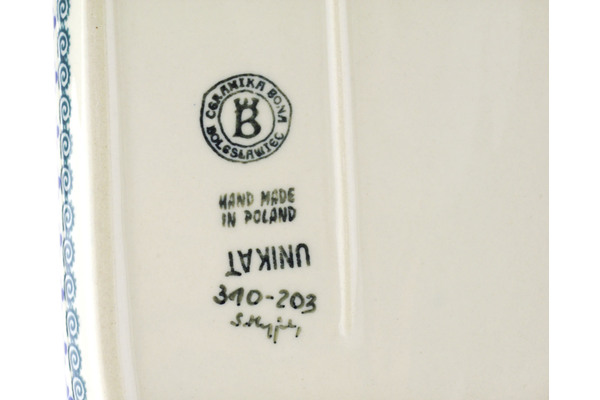 CERAMIKA BONA
B
BOLESŁAWIEC
HAND MADE
IN POLAND
UNIKAT
310-203